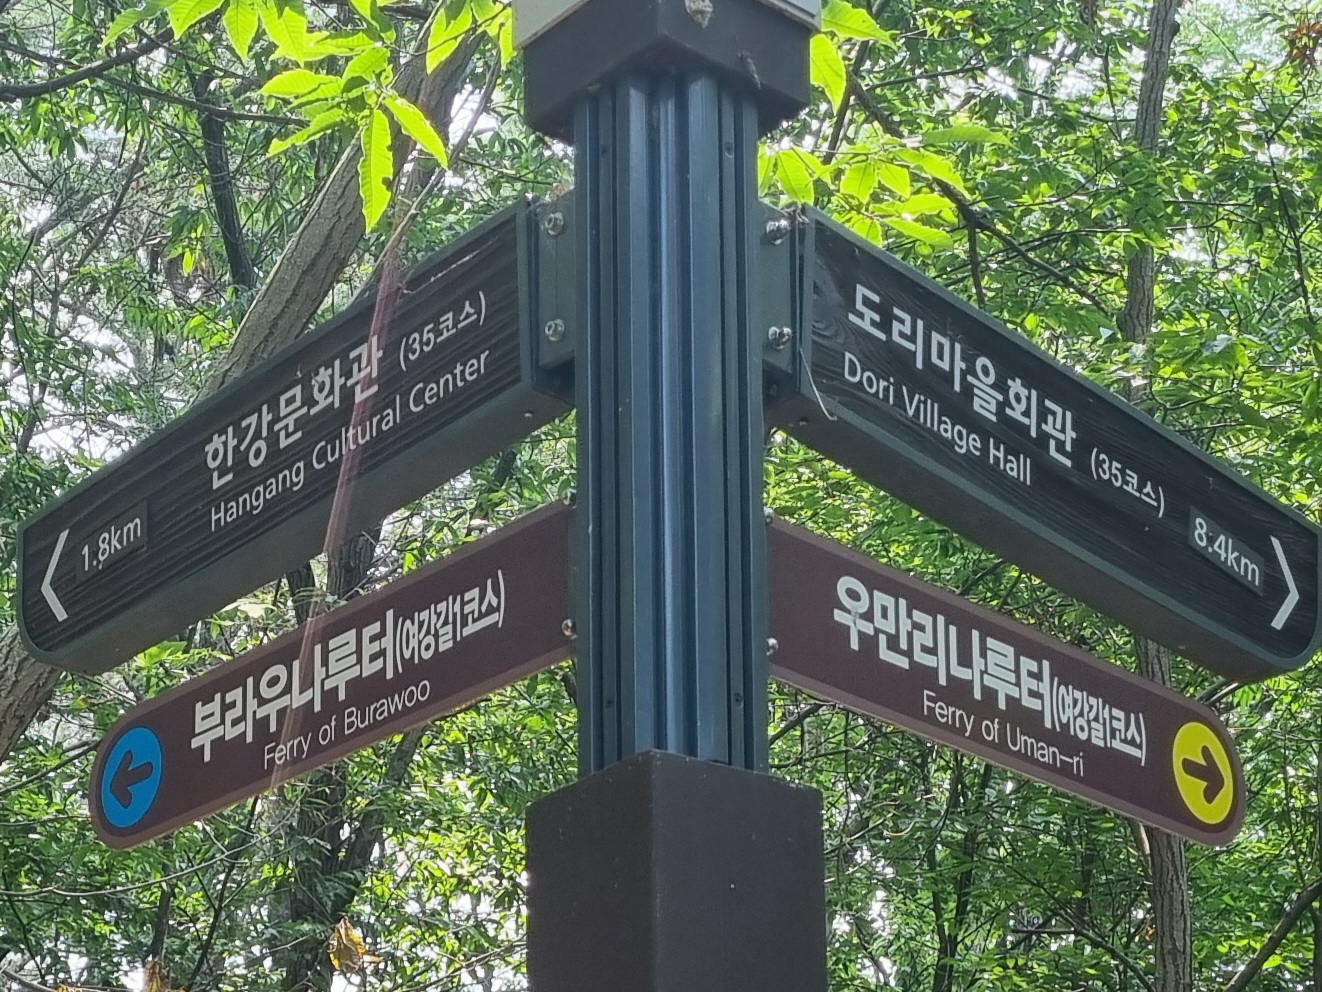 한강문화관 (35코스)
Hangang Cultural Center
1.8km
도리마을회관 (35코스)
Dori Village Hall
8.4km
부라우나루터(여강길1코스)
Ferry of Burawoo
우만리나루터(여강길1코스)
Ferry of Uman-ri